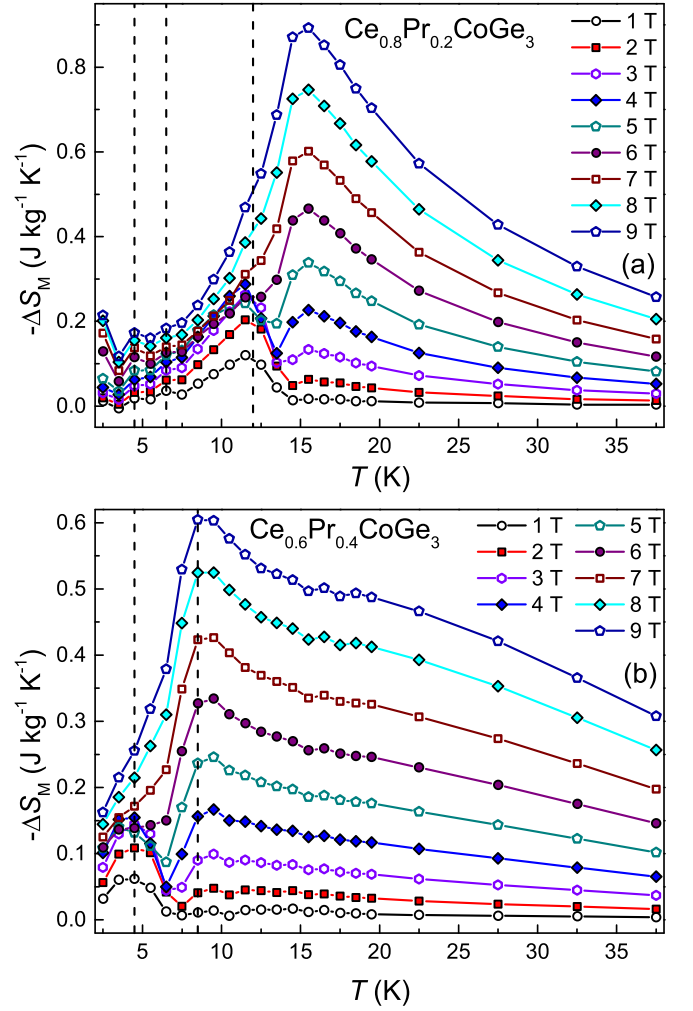 Ce0.8Pr0.2CoGe3
1 T
2 T
3 T
4 T
5 T
6 T
7 T
8 T
9 T
(a)
0.8
0.6
0.4
0.2
0.0
-ΔSM (J kg-1 K-1)
5 10 15 20 25 30 35
T (K)
Ce0.6Pr0.4CoGe3
1 T 5 T
2 T 6 T
3 T 7 T
4 T 8 T
9 T
(b)
0.6
0.5
0.4
0.3
0.2
0.1
0.0
-ΔSM (J kg-1 K-1)
5 10 15 20 25 30 35
T (K)